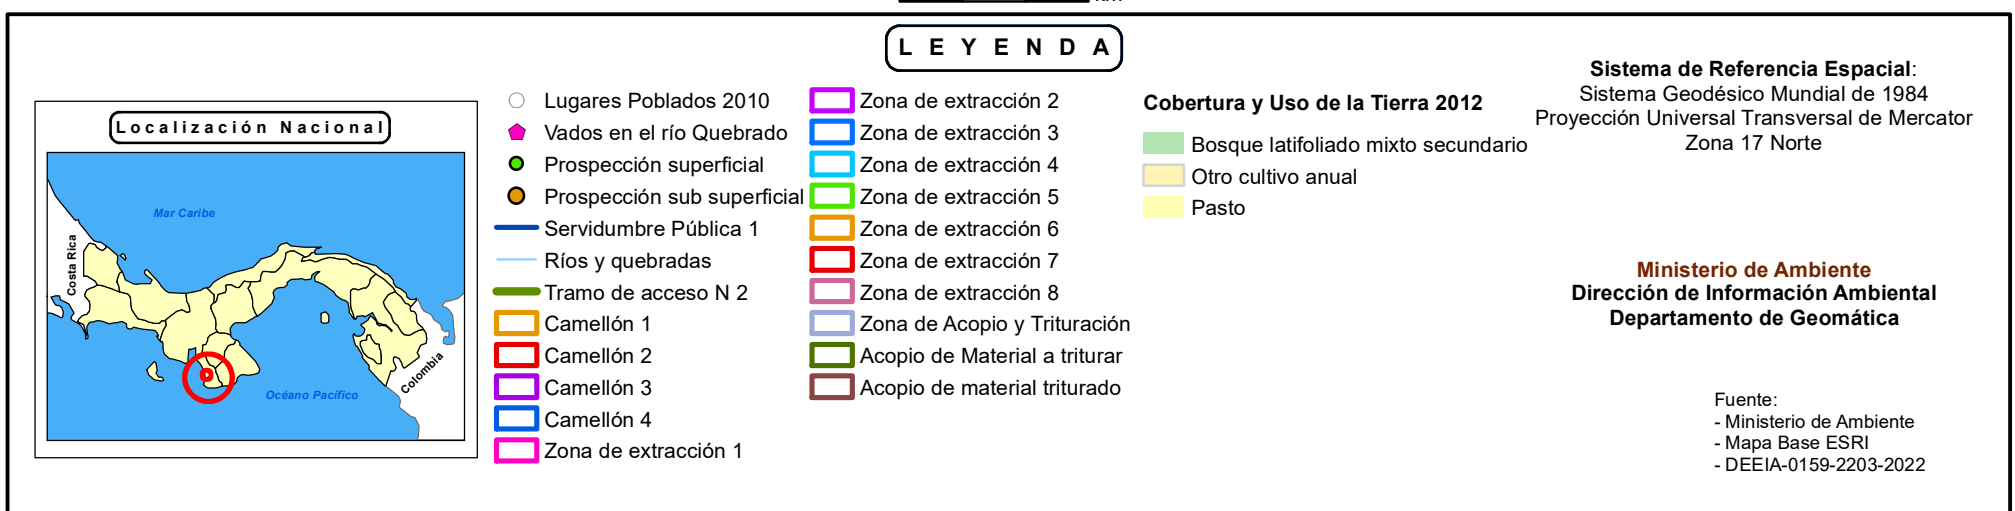 km
L E Y E N D A
Localización Nacional
Mar Caribe
Costa Rica
Océano Pacífico
Colombia
Lugares Poblados 2010
Vados en el río Quebrado
Prospección superficial
Prospección sub superficial
Servidumbre Pública 1
Ríos y quebradas
Tramo de acceso N 2
Camellón 1
Camellón 2
Camellón 3
Camellón 4
Zona de extracción 1
Zona de extracción 2
Zona de extracción 3
Zona de extracción 4
Zona de extracción 5
Zona de extracción 6
Zona de extracción 7
Zona de extracción 8
Zona de Acopio y Trituración
Acopio de Material a triturar
Acopio de material triturado
Cobertura y Uso de la Tierra 2012
Bosque latifoliado mixto secundario
Otro cultivo anual
Pasto
Sistema de Referencia Espacial:
Sistema Geodésico Mundial de 1984
Proyección Universal Transversal de Mercator
Zona 17 Norte
Ministerio de Ambiente
Dirección de Información Ambiental
Departamento de Geomática
Fuente:
- Ministerio de Ambiente
- Mapa Base ESRI
- DEEIA-0159-2203-2022